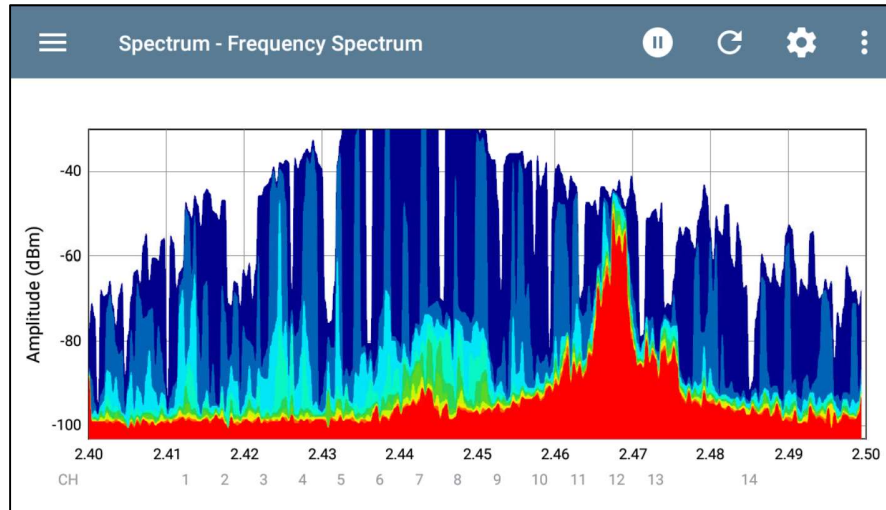 Spectrum - Frequency Spectrum
Amplitude (dBm)
-40
-60
-80
-100
2.40 2.41 2.42 2.43 2.44 2.45 2.46 2.47 2.48 2.49 2.50
CH 1 2 3 4 5 6 7 8 9 10 11 12 13 14